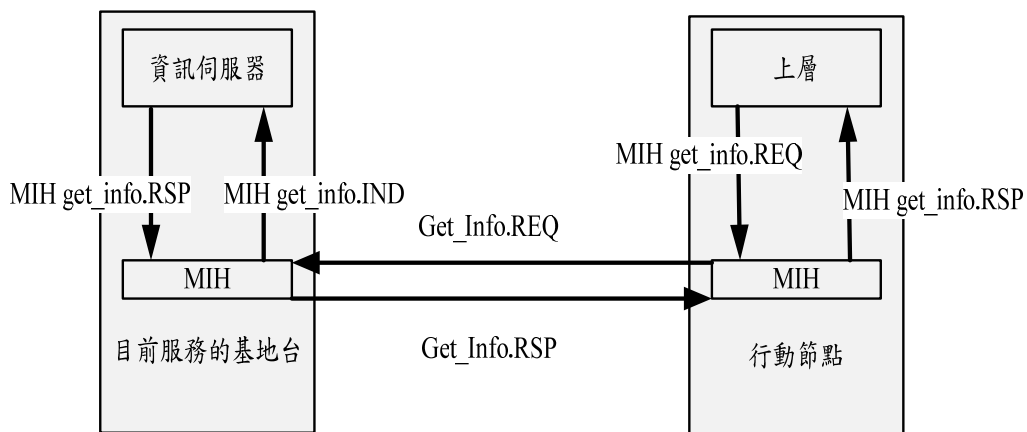 資訊伺服器
上層
MIH get_info.REQ
MIH get_info.RSP
MIH get_info.IND
MIH get_info.RSP
Get_Info.REQ
MIH
MIH
Get_Info.RSP
目前服務的基地台
行動節點